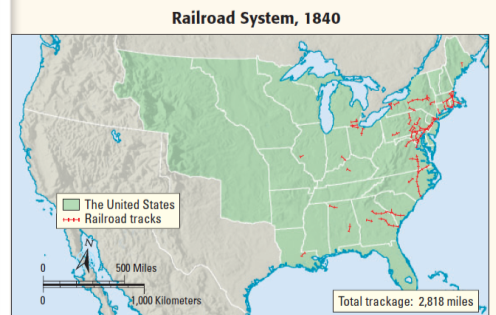 Railroad System, 1840
The United States
Railroad tracks
N
0 500 Miles
0 1,000 Kilometers
Total trackage: 2,818 miles